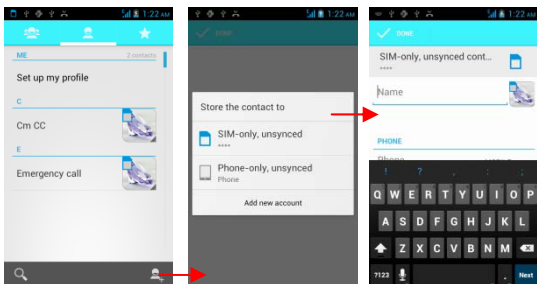 1:22 AM
ME 2 contacts
Set up my profile
C
Cm CC
E
Emergency call
1:22 AM
DONE
Store the contact to
SIM-only, unsynced
****
Phone-only, unsynced
Phone
Add new account
1:22 AM
DONE
SIM-only, unsynced cont...
****
Name
PHONE
Phone
! ? , : ;
Q W E R T Y U I O P
A S D F G H J K L
Z X C V B N M
?123 . Next